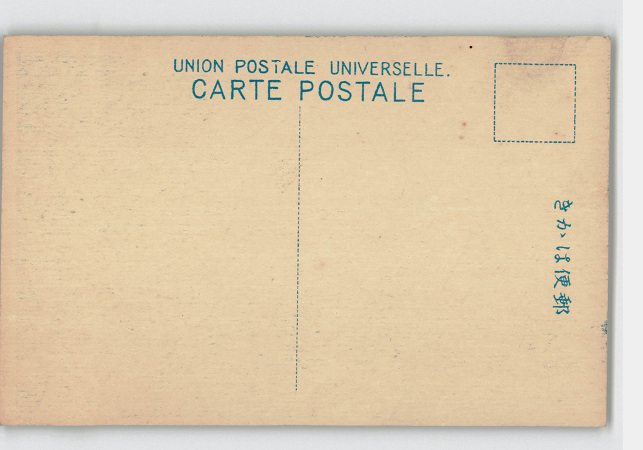 UNION POSTALE UNIVERSELLE.
CARTE POSTALE
きかは便郵